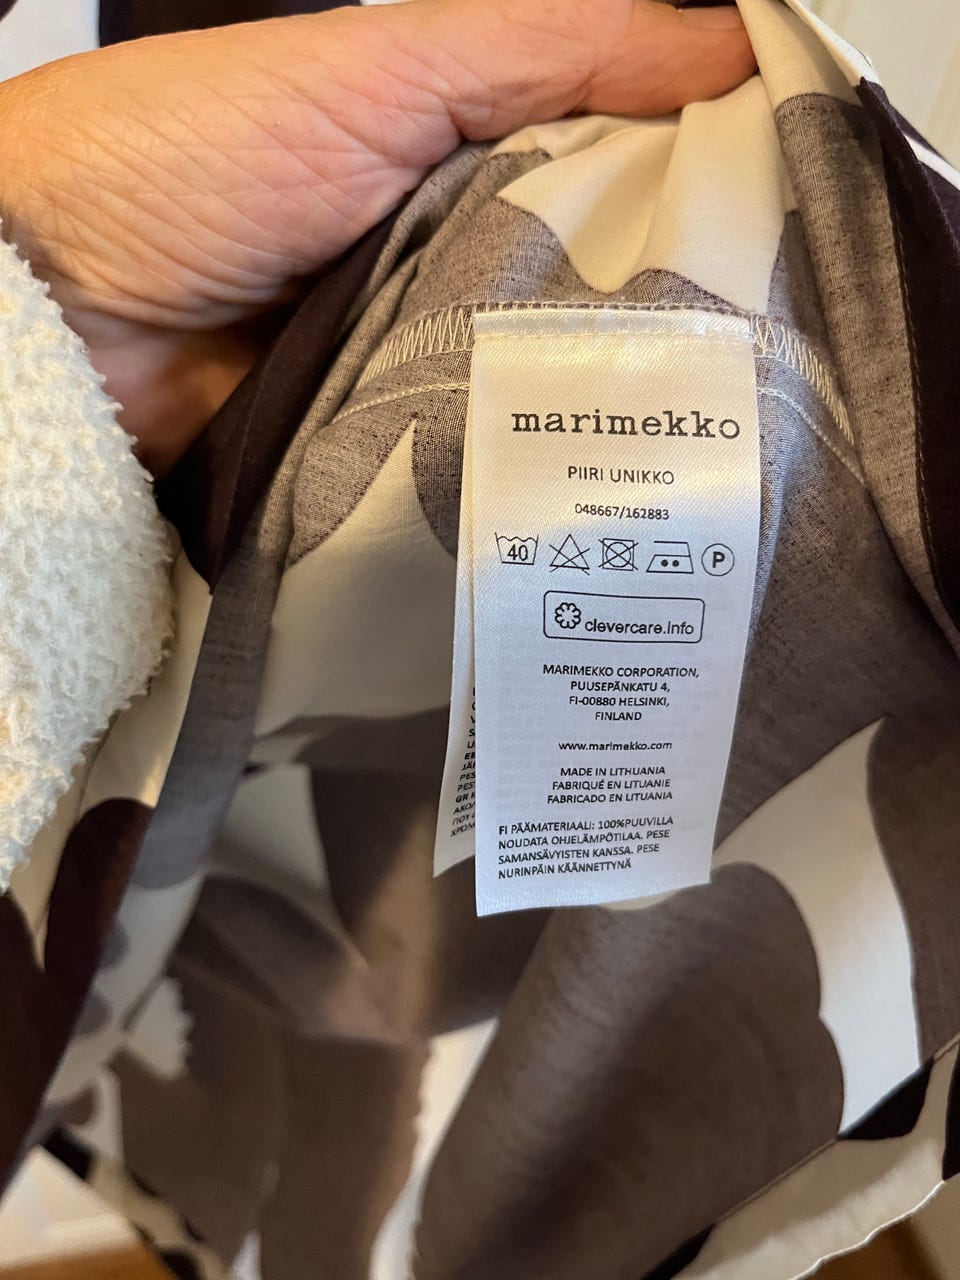 marimekko
PIIRI UNIKKO
048667/162883
40
P
clevercare.info
MARIMEKKO CORPORATION,
PUUSEPÄNKATU 4,
FI-00880 HELSINKI,
FINLAND
www.marimekko.com
MADE IN LITHUANIA
FABRIQUÉ EN LITUANIE
FABRICADO EN LITUANIA
FI PÄÄMATERIAALI: 100%PUUVILLA
NOUDATA OHJELÄMPÖTILAA. PESE
SAMANSÄVYISTEN KANSSA. PESE
NURINPÄIN KÄÄNNETTYNÄ